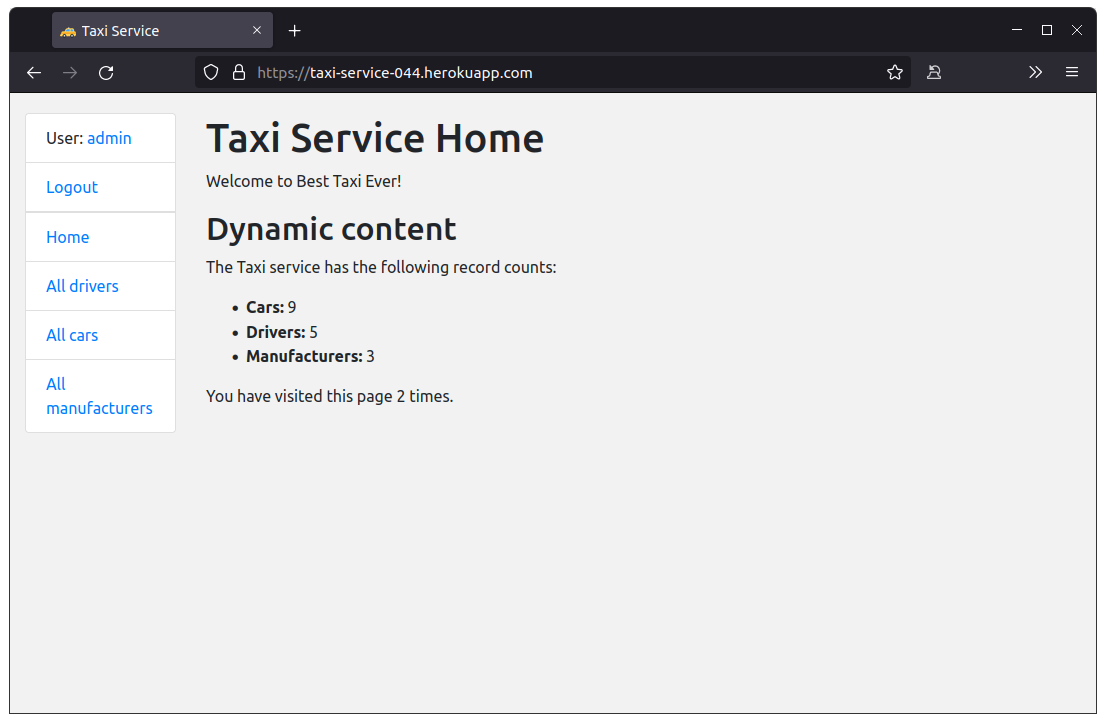 Taxi Service
https://taxi-service-044.herokuapp.com
User: admin
Logout
Home
All drivers
All cars
All
manufacturers
Taxi Service Home
Welcome to Best Taxi Ever!
Dynamic content
The Taxi service has the following record counts:
Cars: 9
Drivers: 5
Manufacturers: 3
You have visited this page 2 times.